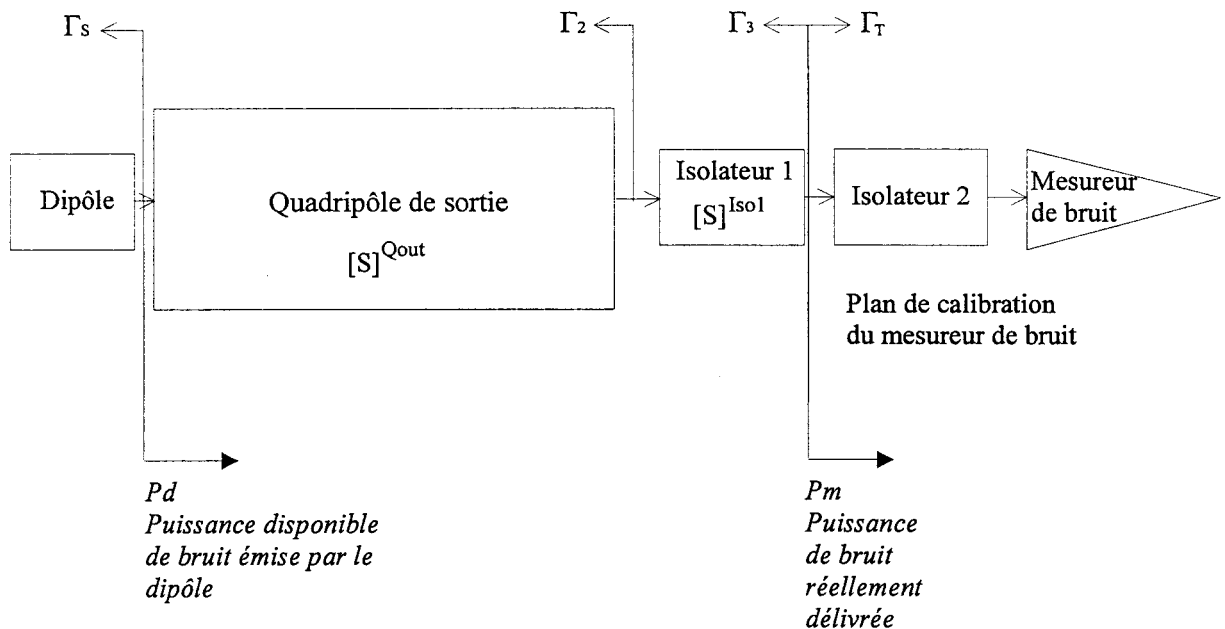 Γs
Γ2
Γ3
ΓT
Dipôle
Quadripôle de sortie
[S]Qout
Isolateur 1
[S]Iso1
Isolateur 2
Mesureur
de bruit
Plan de calibration
du mesureur de bruit
Pd
Puissance disponible
de bruit émise par le
dipôle
Pm
Puissance
de bruit
réellement
délivrée